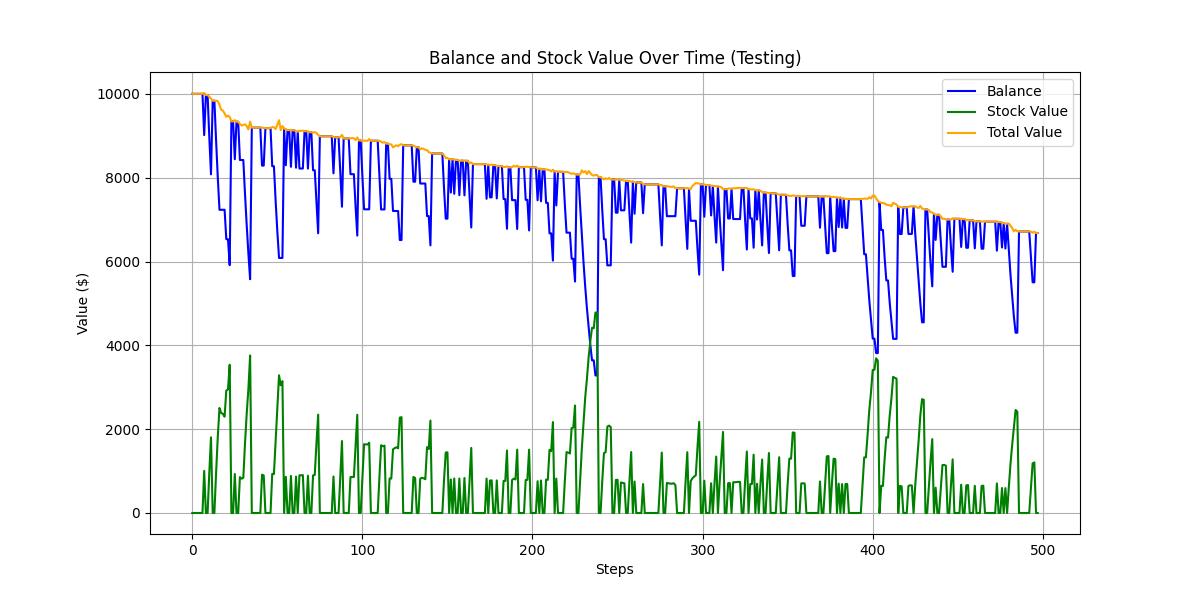 Balance and Stock Value Over Time (Testing)
Balance
Stock Value
Total Value
Value ($)
10000
8000
6000
4000
2000
0
0 100 200 300 400 500
Steps